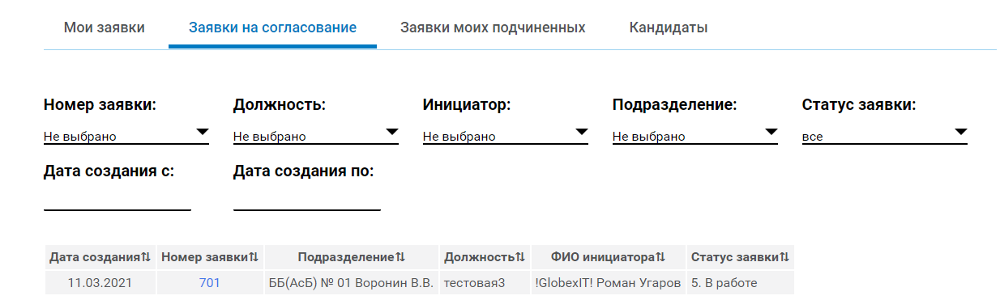 Мои заявки Заявки на согласование Заявки моих подчиненных Кандидаты
Номер заявки: Должность: Инициатор: Подразделение: Статус заявки:
Не выбрано Не выбрано Не выбрано Не выбрано все
Дата создания с: Дата создания по:
Дата создания⇅ Номер заявки⇅ Подразделение⇅ Должность⇅ ФИО инициатора⇅ Статус заявки⇅
11.03.2021 701 ББ(АсБ) № 01 Воронин В.В. тестовая3 !GlobexIT! Роман Угаров 5. В работе